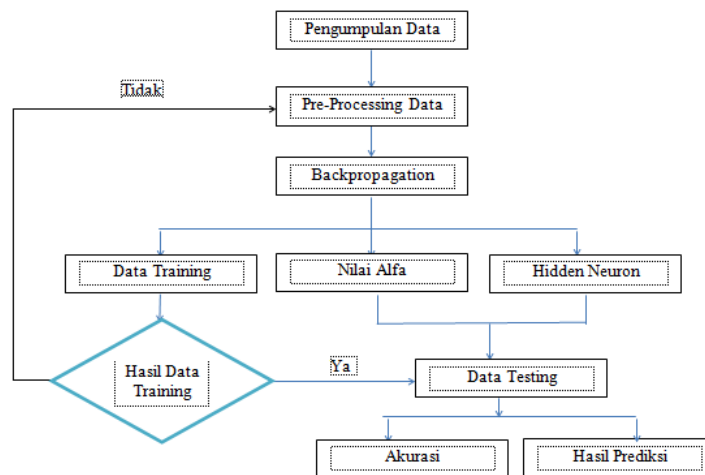 Pengumpulan Data
Tidak
Pre-Processing Data
Backpropagation
Data Training
Nilai Alfa
Hidden Neuron
Hasil Data
Training
Ya
Data Testing
Akurasi
Hasil Prediksi